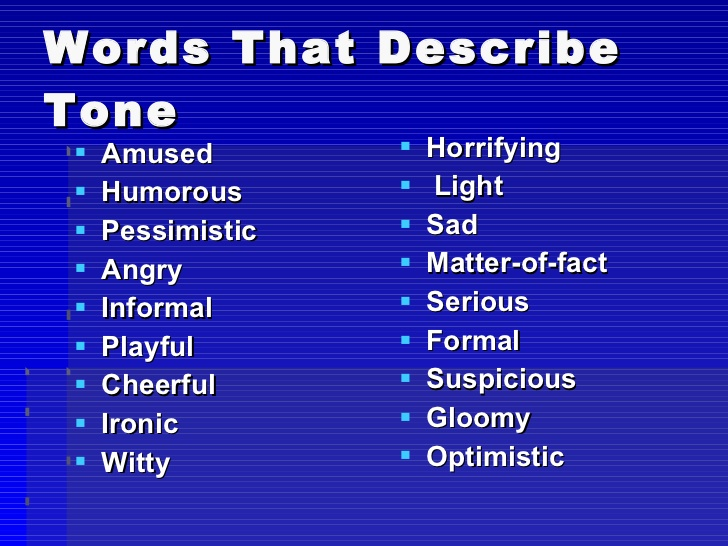 Words That Describe
Tone
Amused
Humorous
Pessimistic
Angry
Informal
Playful
Cheerful
Ironic
Witty
Horrifying
Light
Sad
Matter-of-fact
Serious
Formal
Suspicious
Gloomy
Optimistic